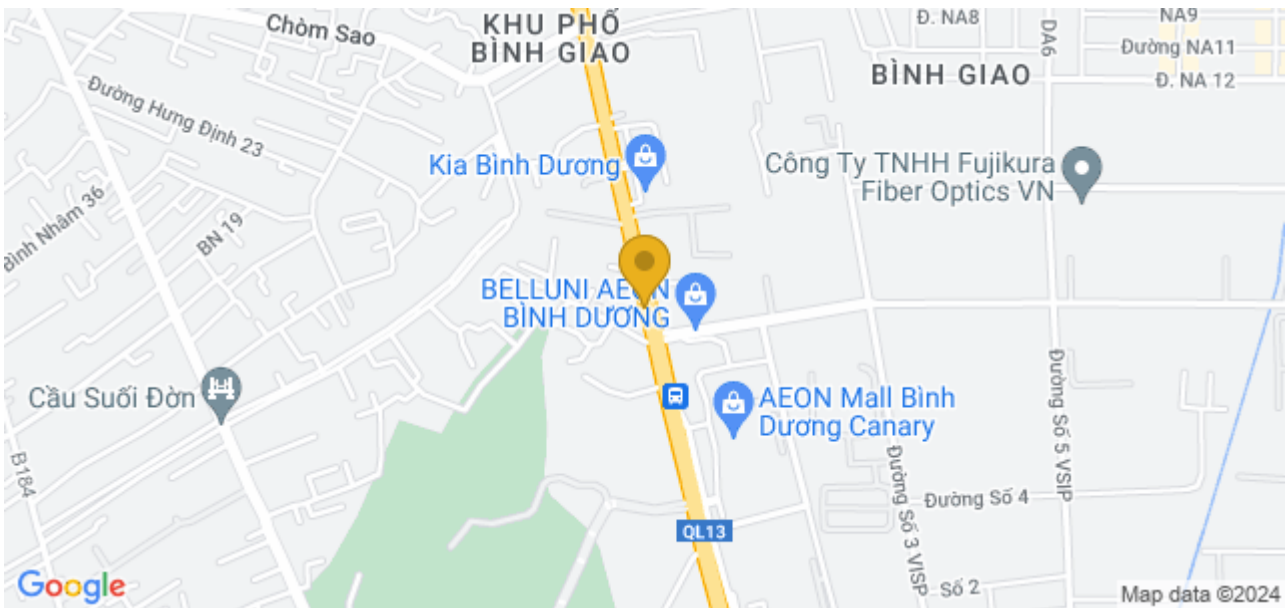 Chòm Sao
KHU PHỐ
BÌNH GIAO
Đ. NA8
DA6
NA9
Đường NA11
Đ. NA 12
BÌNH GIAO
Đường Hưng Định 23
Kia Bình Dương
Công Ty TNHH Fujikura
Fiber Optics VN
Bình Nhâm 36
BN 19
BELLUNI AEON
BÌNH DƯƠNG
Cầu Suối Đờn
AEON Mall Bình
Dương Canary
Đường Số 5 VSIP
B184
Đường Số 3 VISP
Đường Số 4
QL13
Số 2
Google
Map data ©2024